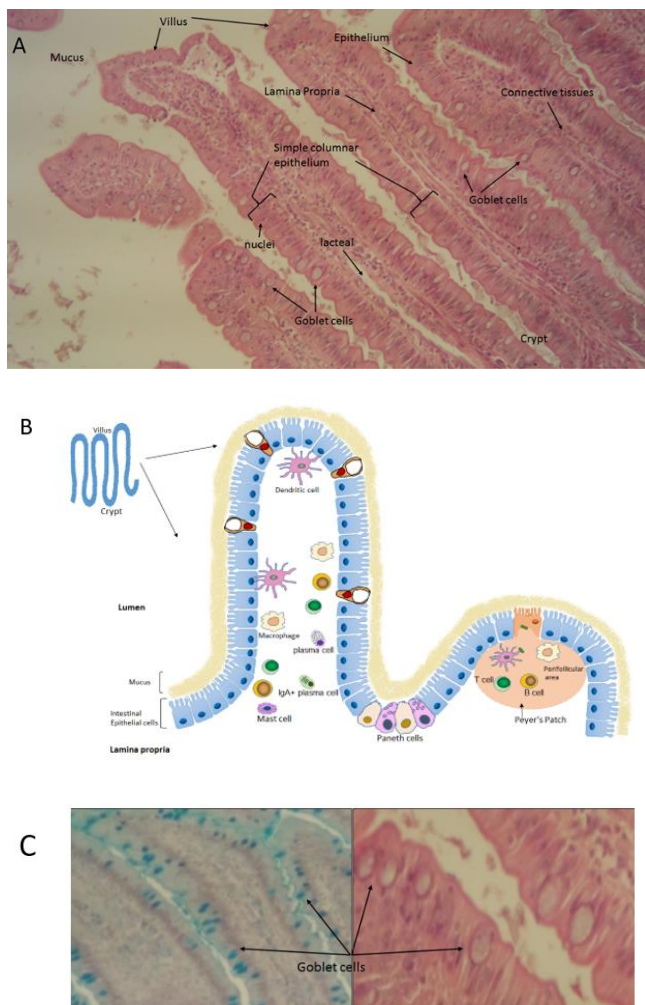 A
Villus
Mucus
Epithelium
Lamina Propria
Connective tissues
Simple columnar
epithelium
Goblet cells
nuclei
lacteal
Goblet cells
Crypt
B
Villus
Crypt
Dendritic cell
Lumen
Macrophage
plasma cell
Mucus
IgA+ plasma cell
Mast cell
Intestinal
Epithelial cells
Lamina propria
Paneth cells
T cell
B cell
Perifollicular
area
Peyer's Patch
C
Goblet cells